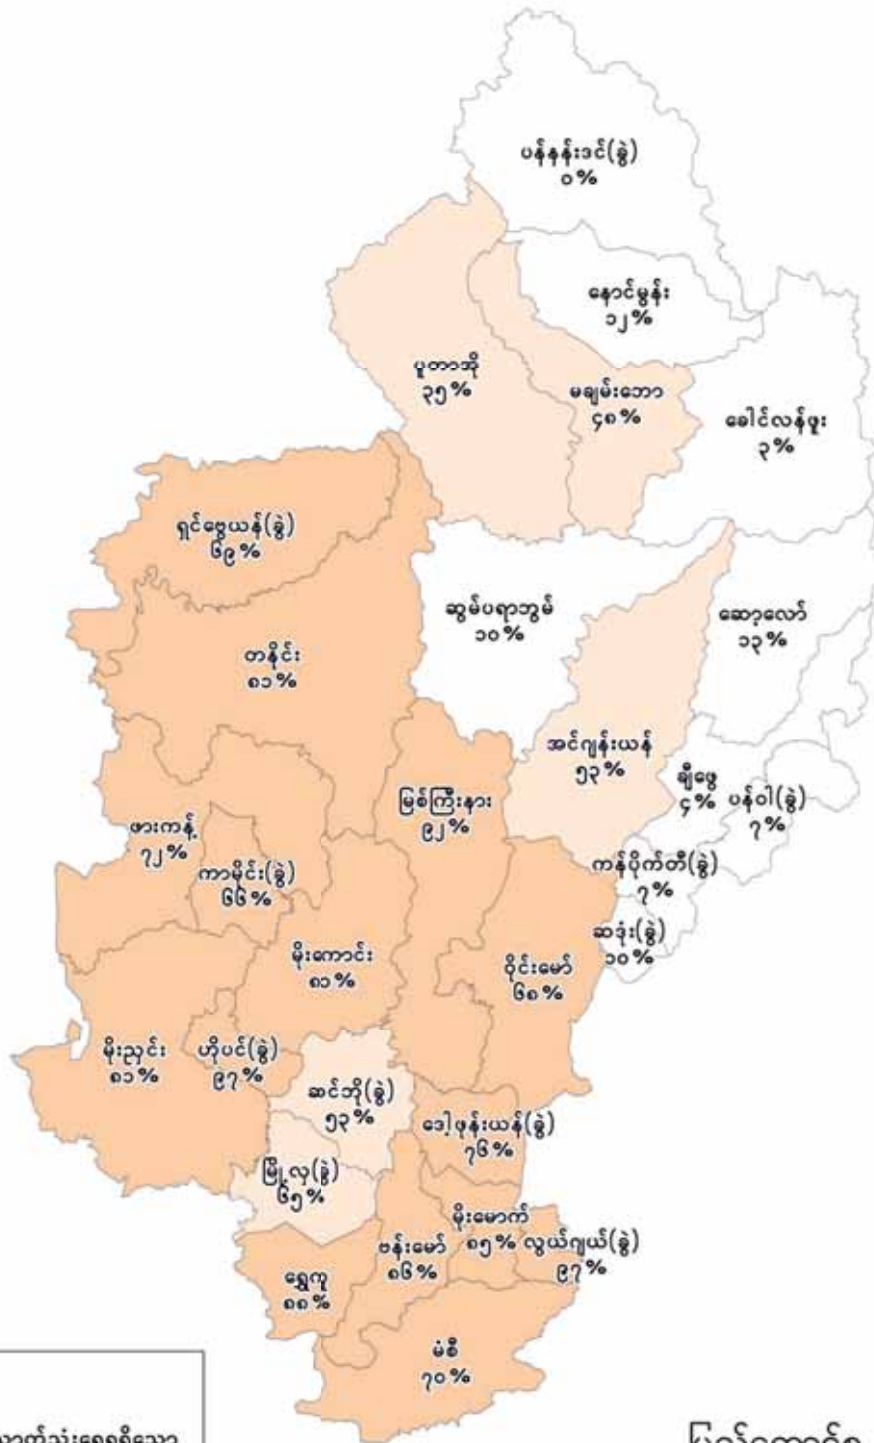 ပန်နန်းဒင်(ခွဲ)
၀%
နောင်မွန်း
၁၂%
ပူတာအို
၃၅%
မချမ်းဘော
၄၈%
ခေါင်လန်ဖူး
၃%
ရှင်ဗွေယန်(ခွဲ)
၆၉%
ဆွမ်ပရာဘွမ်
၁၀%
ဆော့လော်
၁၃%
တနိုင်း
၈၁%
အင်ဂျန်းယန်
၅၃%
ချီဖွေ
၄%
ပန်ဝါ(ခွဲ)
၇%
မြစ်ကြီးနား
၉၂%
ဖားကန့်
၇၂%
ကာမိုင်း(ခွဲ)
၆၆%
ကန်ပိုက်တီ(ခွဲ)
၇%
ဆဒုံး(ခွဲ)
၁၀%
မိုးကောင်း
၈၁%
ဝိုင်းမော်
၆၈%
မိုးညှင်း
၈၁%
ဟိုပင်(ခွဲ)
၉၇%
ဆင်ဘို(ခွဲ)
၅၃%
ဒေါ့ဖုန်းယန်(ခွဲ)
၇၆%
မြို့လှ(ခွဲ)
၆၅%
မိုးမောက်
၈၅%
လွယ်ဂျယ်(ခွဲ)
၉၇%
ဗန်းမော်
၈၆%
ရွှေကူ
၈၈%
မံစီ
၇၀%